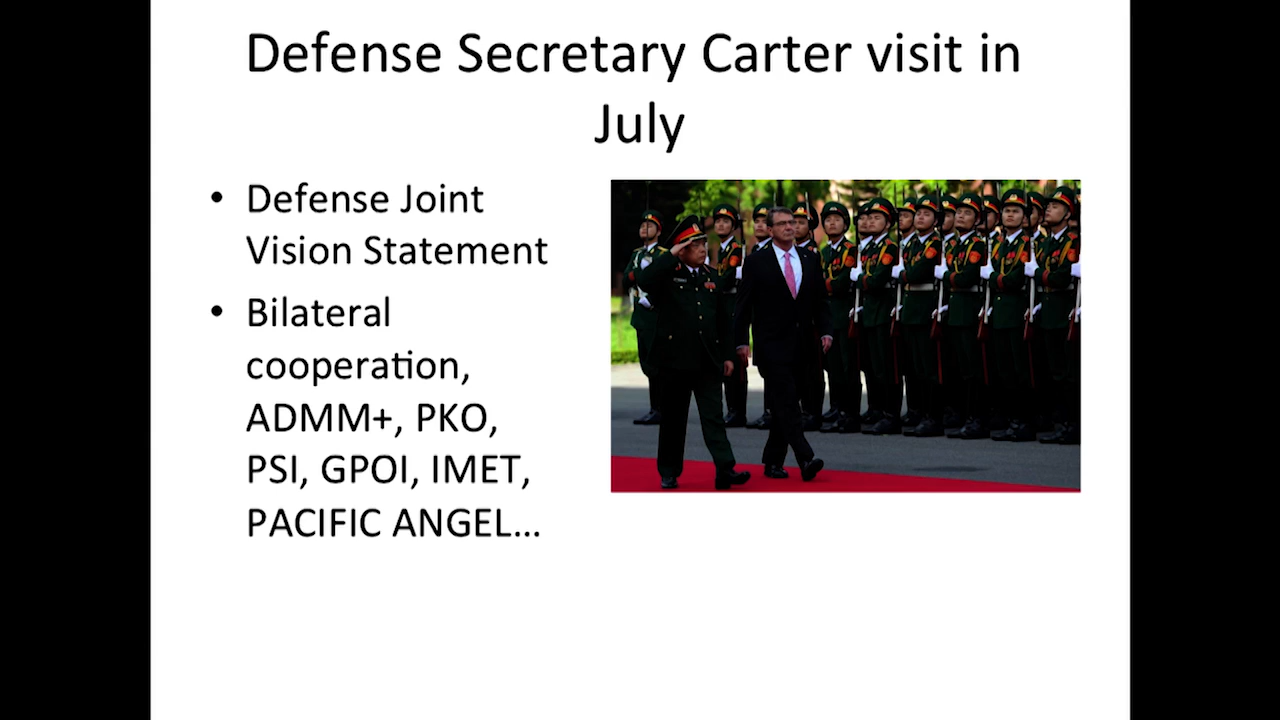 Defense Secretary Carter visit in
July
• Defense Joint
Vision Statement
• Bilateral
cooperation,
ADMM+, PKO,
PSI, GPOI, IMET,
PACIFIC ANGEL…